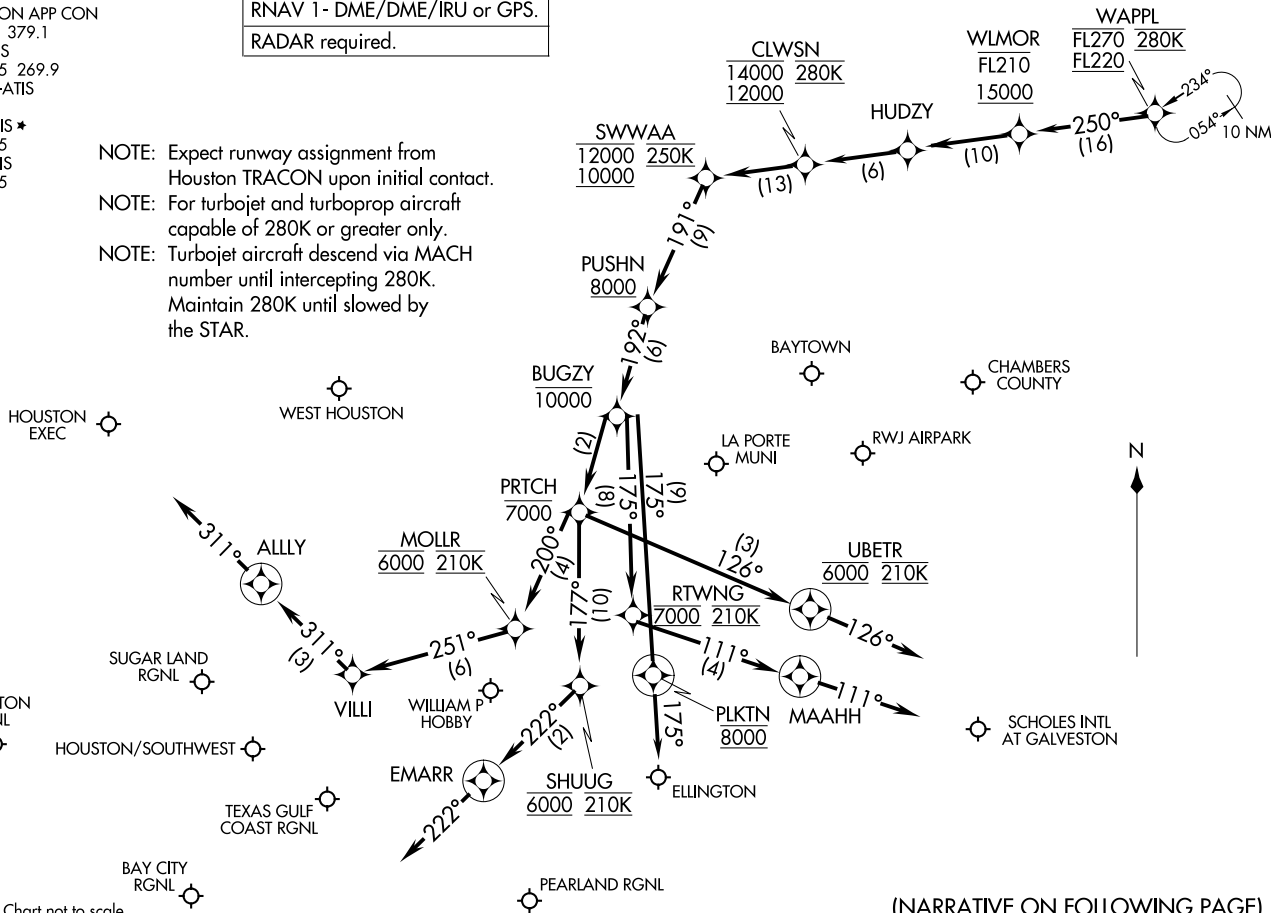 ON APP CON
379.1
S
5 269.9
-ATIS
IS ★
5
IS
5
RNAV 1- DME/DME/IRU or GPS.
RADAR required.
NOTE: Expect runway assignment from
Houston TRACON upon initial contact.
NOTE: For turbojet and turboprop aircraft
capable of 280K or greater only.
NOTE: Turbojet aircraft descend via MACH
number until intercepting 280K.
Maintain 280K until slowed by
the STAR.
WAPPL
FL270 280K
FL220
234°
054°
10 NM
250°
(16)
WLMOR
FL210
15000
(10)
HUDZY
(6)
CLWSN
14000 280K
12000
(13)
SWWAA
12000 250K
10000
191°
(9)
PUSHN
8000
192°
(9)
BUGZY
10000
(2)
175°
(8)
175°
(9)
BAYTOWN
CHAMBERS
COUNTY
WEST HOUSTON
HOUSTON
EXEC
LA PORTE
MUNI
RWJ AIRPARK
N
PRTCH
7000
200°
(4)
177°
(10)
(3)
126°
UBETR
6000 210K
126°
MOLLR
6000 210K
251°
(6)
VILLI
311°
(3)
ALLLY
311°
RTWNG
7000 210K
111°
(4)
MAAHH
111°
PLKTN
8000
175°
ELLINGTON
SUGAR LAND
RGNL
WILLIAM P
HOBBY
TON
NL
HOUSTON/SOUTHWEST
SCHOLES INTL
AT GALVESTON
222°
(2)
EMARR
222°
SHUUG
6000 210K
TEXAS GULF
COAST RGNL
BAY CITY
RGNL
PEARLAND RGNL
Chart not to scale
(NARRATIVE ON FOLLOWING PAGE)